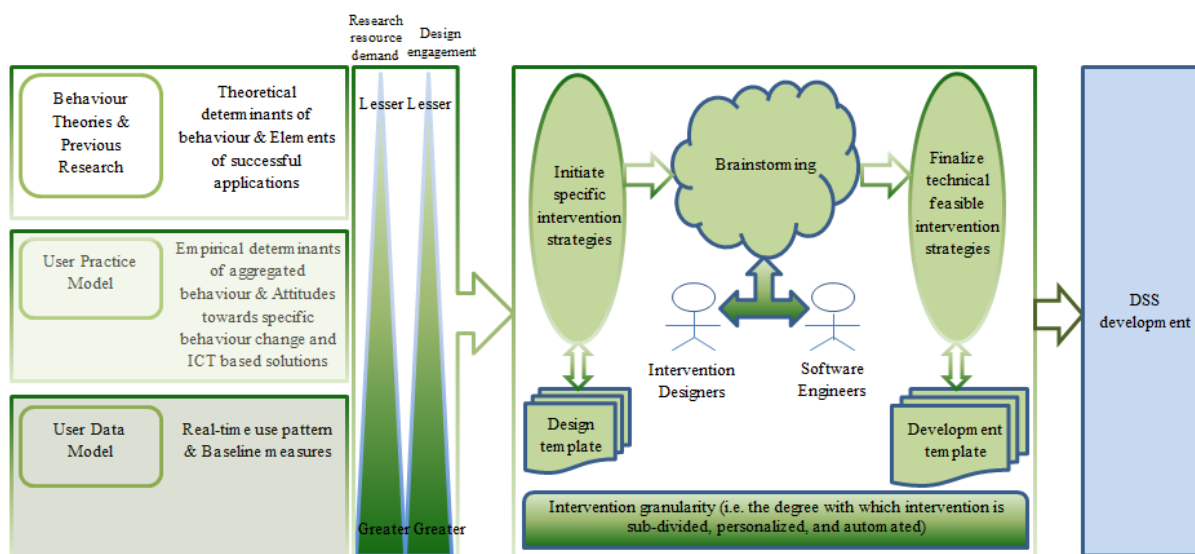 Research
resource
demand
Design
engagement
Behaviour
Theories &
Previous
Research
Theoretical
determinants of
behaviour & Elements
of successful
applications
User Practice
Model
Empirical determinants
of aggregated
behaviour & Attitudes
towards specific
behaviour change and
ICT based solutions
User Data
Model
Real-time use pattern
& Baseline measures
Lesser
Lesser
Greater
Greater
Initiate
specific
intervention
strategies
Design
template
Brainstorming
Intervention
Designers
Software
Engineers
Finalize
technical
feasible
intervention
strategies
Development
template
Intervention granularity (i.e. the degree with which intervention is
sub-divided, personalized, and automated)
DSS
development